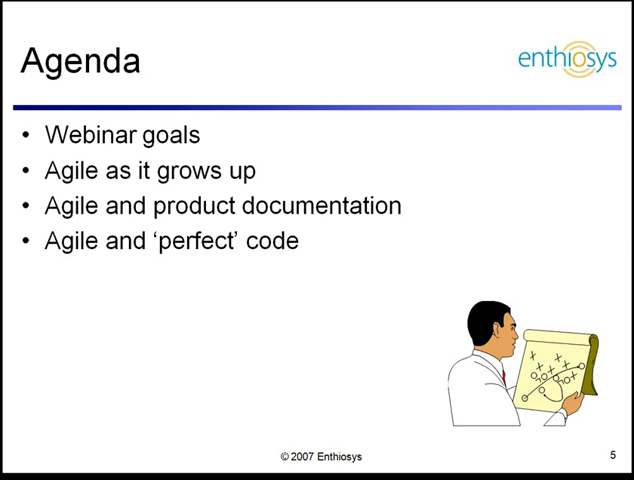 Agenda
enthiosys
• Webinar goals
• Agile as it grows up
• Agile and product documentation
• Agile and ‘perfect’ code
© 2007 Enthiosys
5